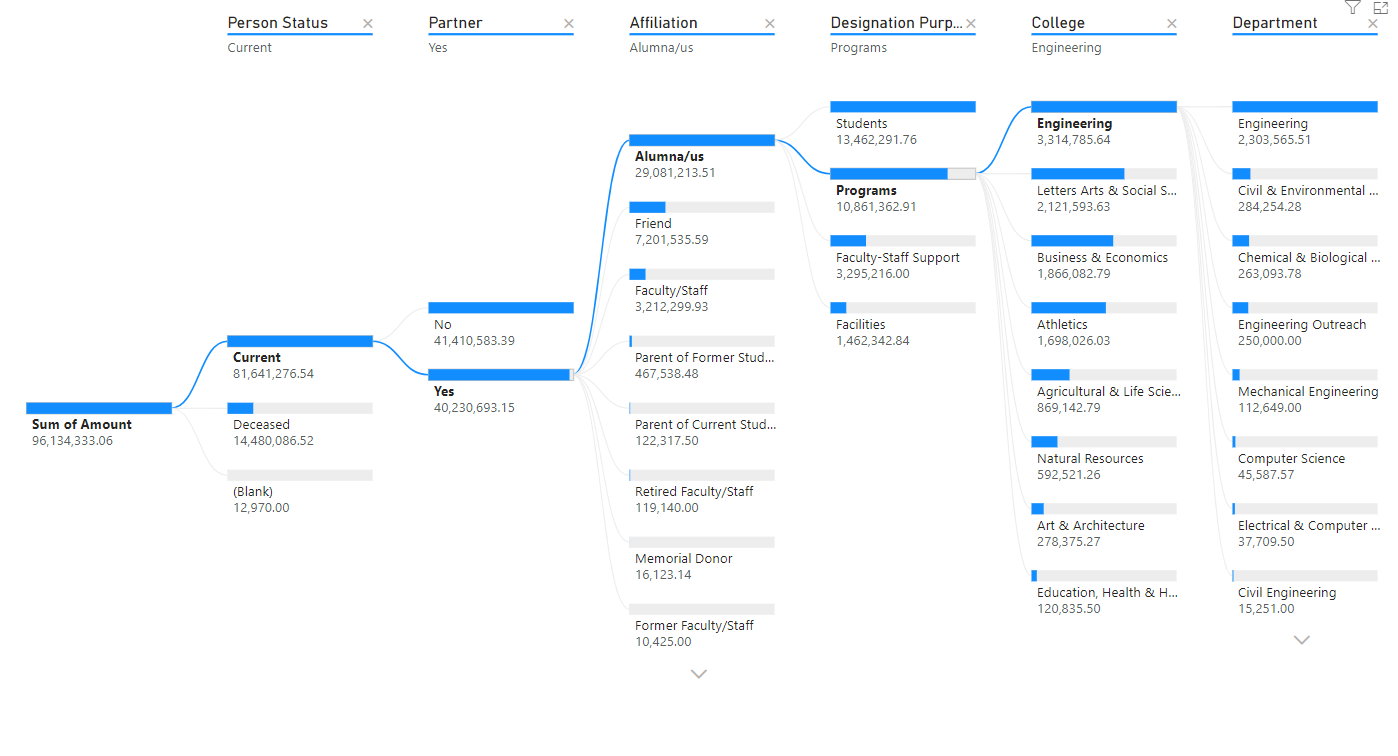 Person Status
Current
Partner
Yes
Affiliation
Alumna/us
Designation Purp...
Programs
College
Engineering
Department
Sum of Amount
96,134,333.06
Current
81,641,276.54
Deceased
14,480,086.52
(Blank)
12,970.00
No
41,410,583.39
Yes
40,230,693.15
Alumna/us
29,081,213.51
Friend
7,201,535.59
Faculty/Staff
3,212,299.93
Parent of Former Stud...
467,538.48
Parent of Current Stud...
122,317.50
Retired Faculty/Staff
119,140.00
Memorial Donor
16,123.14
Former Faculty/Staff
10,425.00
Students
13,462,291.76
Programs
10,861,362.91
Faculty-Staff Support
3,295,216.00
Facilities
1,462,342.84
Engineering
3,314,785.64
Letters Arts & Social S...
2,121,593.63
Business & Economics
1,866,082.79
Athletics
1,698,026.03
Agricultural & Life Scie...
869,142.79
Natural Resources
592,521.26
Art & Architecture
278,375.27
Education, Health & H...
120,835.50
Engineering
2,303,565.51
Civil & Environmental ...
284,254.28
Chemical & Biological ...
263,093.78
Engineering Outreach
250,000.00
Mechanical Engineering
112,649.00
Computer Science
45,587.57
Electrical & Computer ...
37,709.50
Civil Engineering
15,251.00